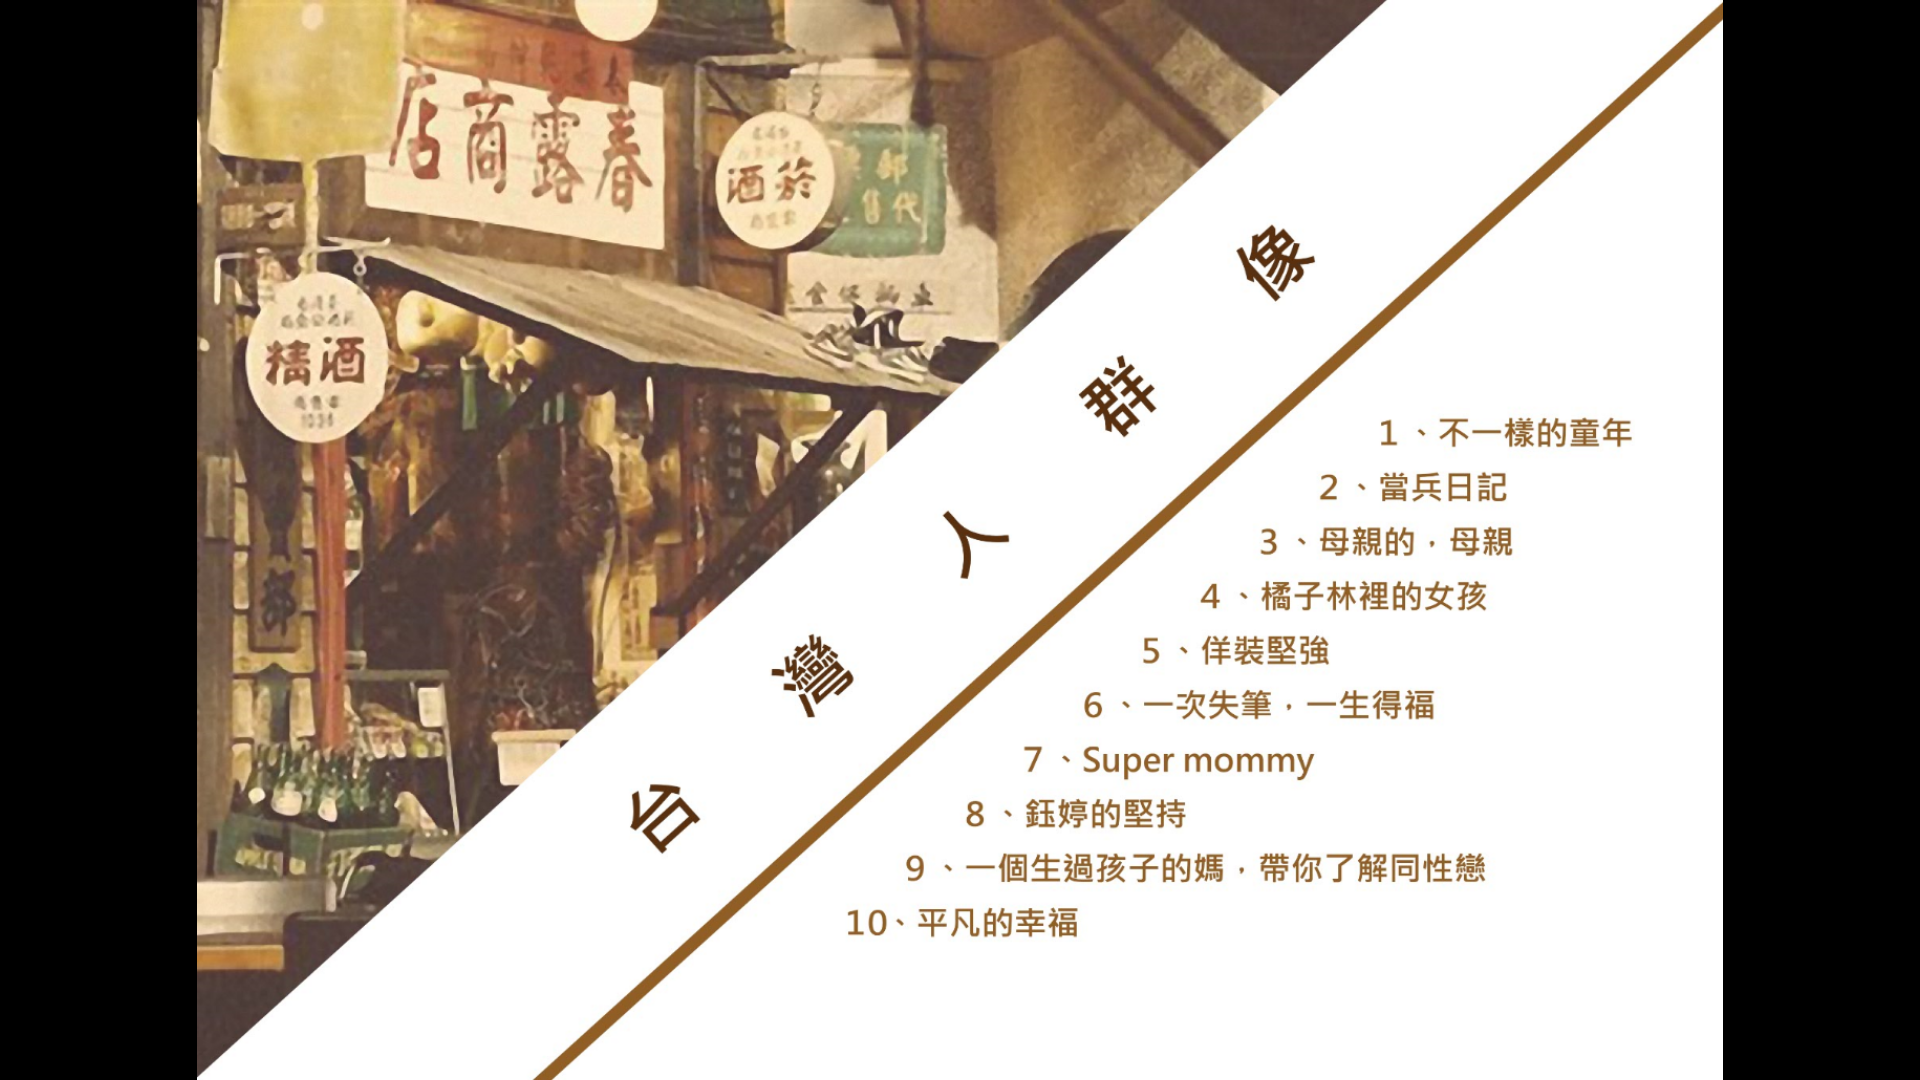 春露商店
菸酒
郵
代售
酒精
台灣人群像
1、不一樣的童年
2、當兵日記
3、母親的，母親
4、橘子林裡的女孩
5、佯裝堅強
6、一次失筆，一生得福
7、Super mommy
8、鈺婷的堅持
9、一個生過孩子的媽，帶你了解同性戀
10、平凡的幸福